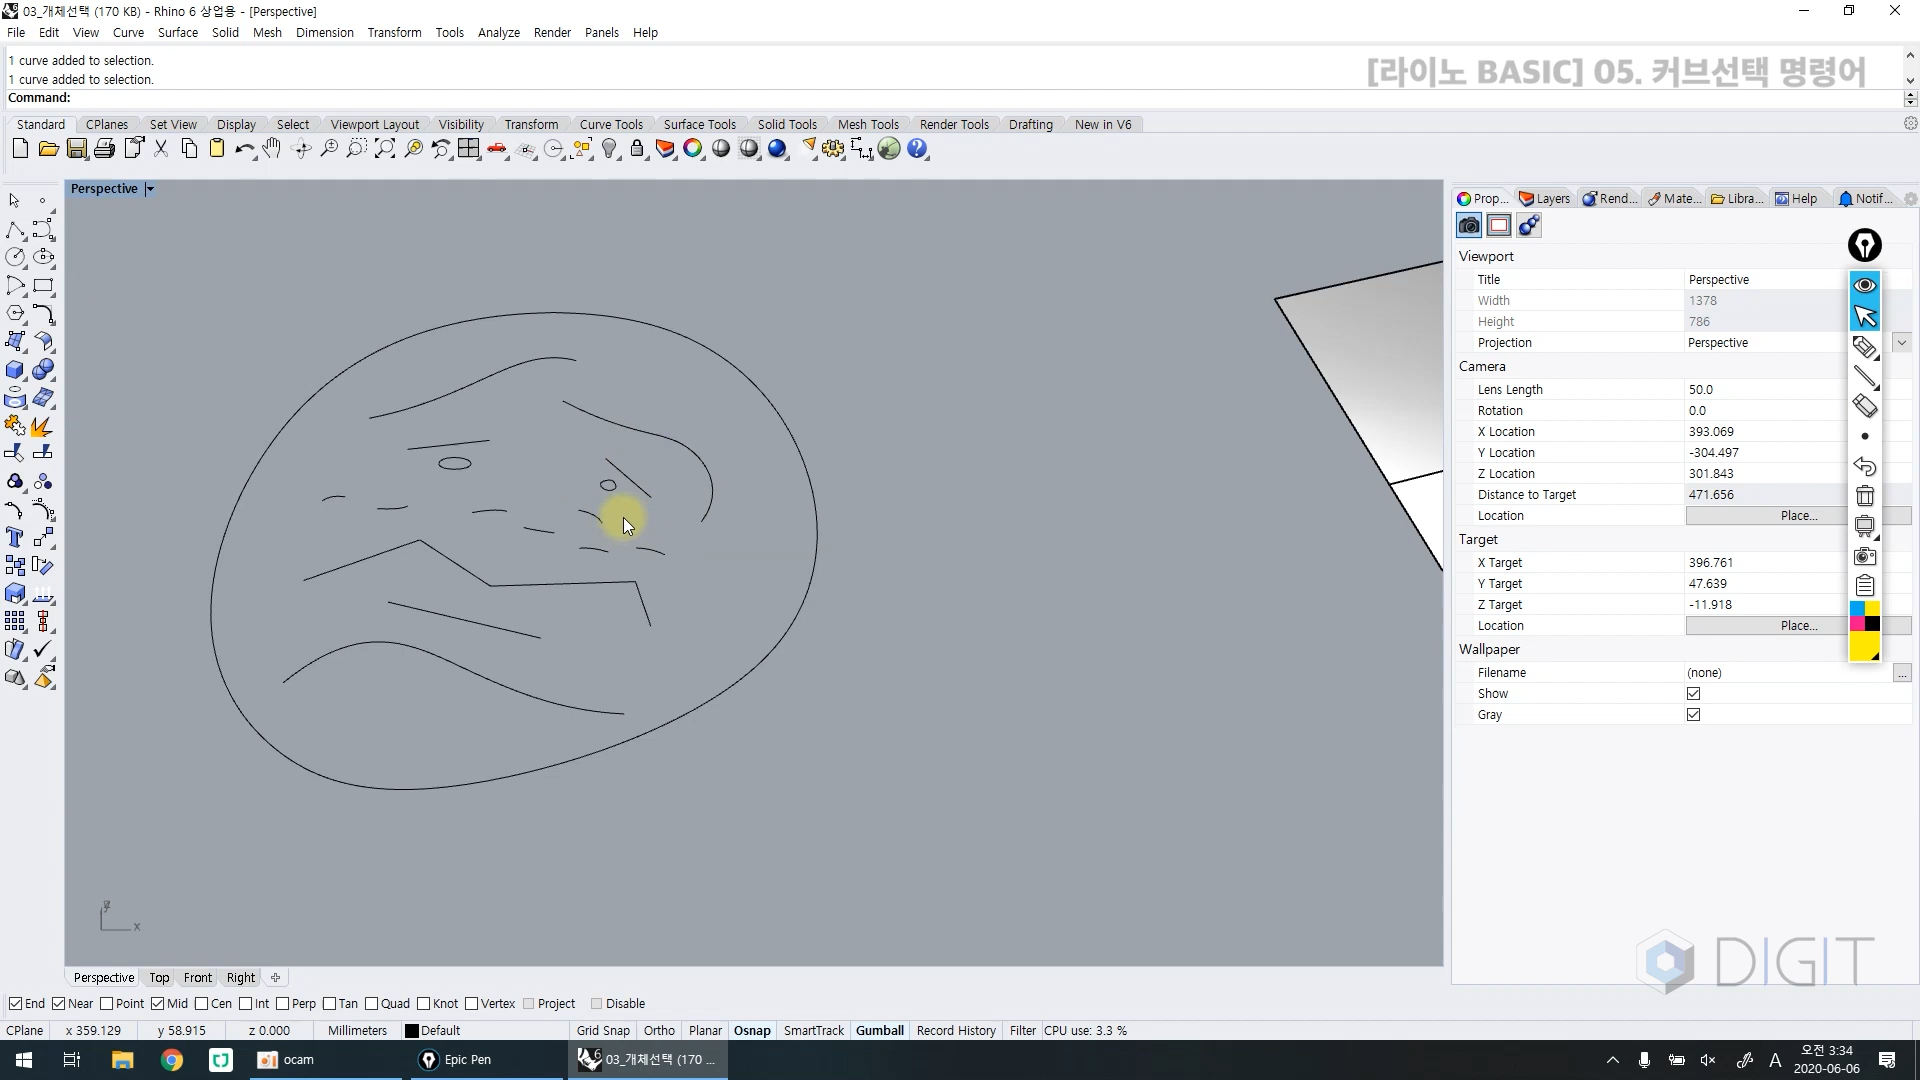 03_개체선택 (170 KB) - Rhino 6 상업용 - [Perspective]
File Edit View Curve Surface Solid Mesh Dimension Transform Tools Analyze Render Panels Help
1 curve added to selection.
1 curve added to selection.
Command:
[라이노 BASIC] 05. 커브선택 명령어
Standard CPlanes Set View Display Select Viewport Layout Visibility Transform Curve Tools Surface Tools Solid Tools Mesh Tools Render Tools Drafting New in V6
Perspective
Prop... Layers Rend... Mate... Libra... Help Notif...
Viewport
Title Perspective
Width 1378
Height 786
Projection Perspective
Camera
Lens Length 50.0
Rotation 0.0
X Location 393.069
Y Location -304.497
Z Location 301.843
Distance to Target 471.656
Location Place...
Target
X Target 396.761
Y Target 47.639
Z Target -11.918
Location Place...
Wallpaper
Filename (none) ...
Show
Gray
y
x
DIGIT
Perspective Top Front Right
End Near Point Mid Cen Int Perp Tan Quad Knot Vertex Project Disable
CPlane x 359.129 y 58.915 z 0.000 Millimeters Default Grid Snap Ortho Planar Osnap SmartTrack Gumball Record History Filter CPU use: 3.3 %
ocam Epic Pen 03_개체선택 (170 ... A 오전 3:34
2020-06-06